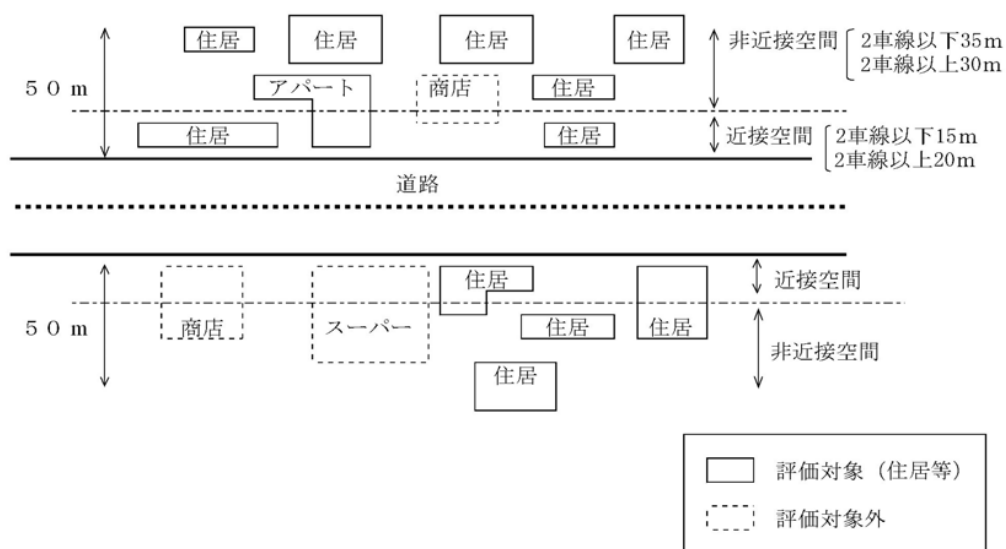 住居 住居 住居 住居
非近接空間 2車線以下35m
2車線以上30m
50m
アパート 商店 住居
住居 住居
近接空間 2車線以下15m
2車線以上20m
道路
住居 近接空間
50m
商店 スーパー 住居 住居
非近接空間
住居
評価対象（住居等）
評価対象外